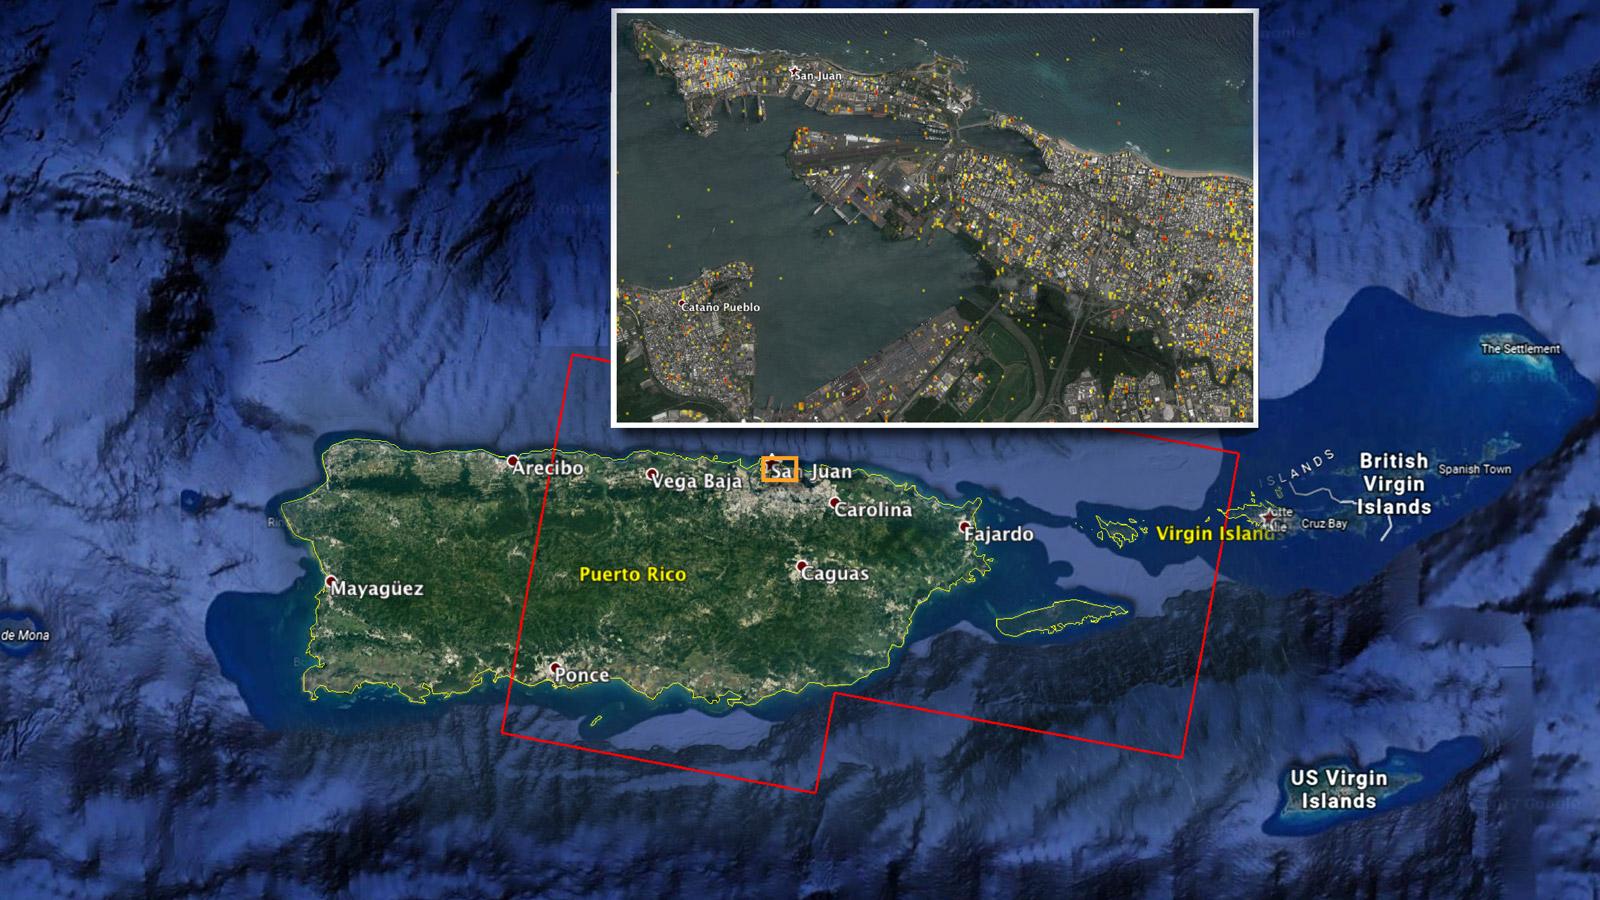 San Juan
Cataño Pueblo
The Settlement
ISLANDS
British
Virgin
Islands
Spanish Town
Cruz Bay
Virgin Islands
Arecibo
Vega Baja
San Juan
Carolina
Fajardo
Puerto Rico
Caguas
Mayagüez
de Mona
Ponce
US Virgin
Islands